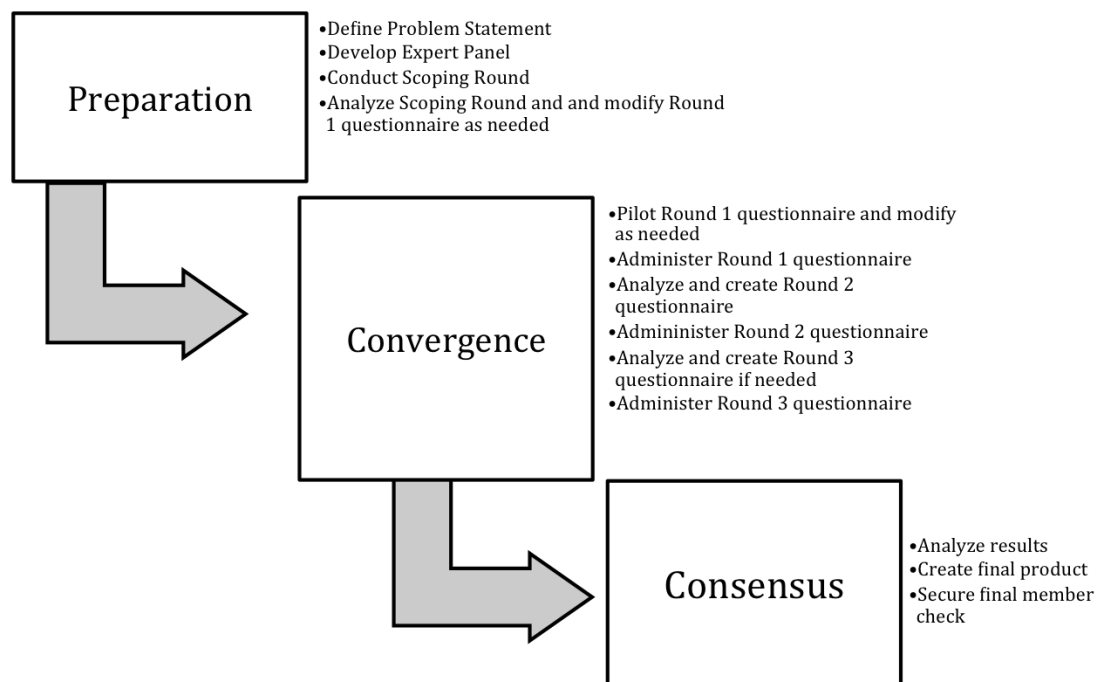 Preparation
•Define Problem Statement
•Develop Expert Panel
•Conduct Scoping Round
•Analyze Scoping Round and and modify Round
1 questionnaire as needed
Convergence
•Pilot Round 1 questionnaire and modify
as needed
•Administer Round 1 questionnaire
•Analyze and create Round 2
questionnaire
•Admininister Round 2 questionnaire
•Analyze and create Round 3
questionnaire if needed
•Administer Round 3 questionnaire
Consensus
•Analyze results
•Create final product
•Secure final member
check